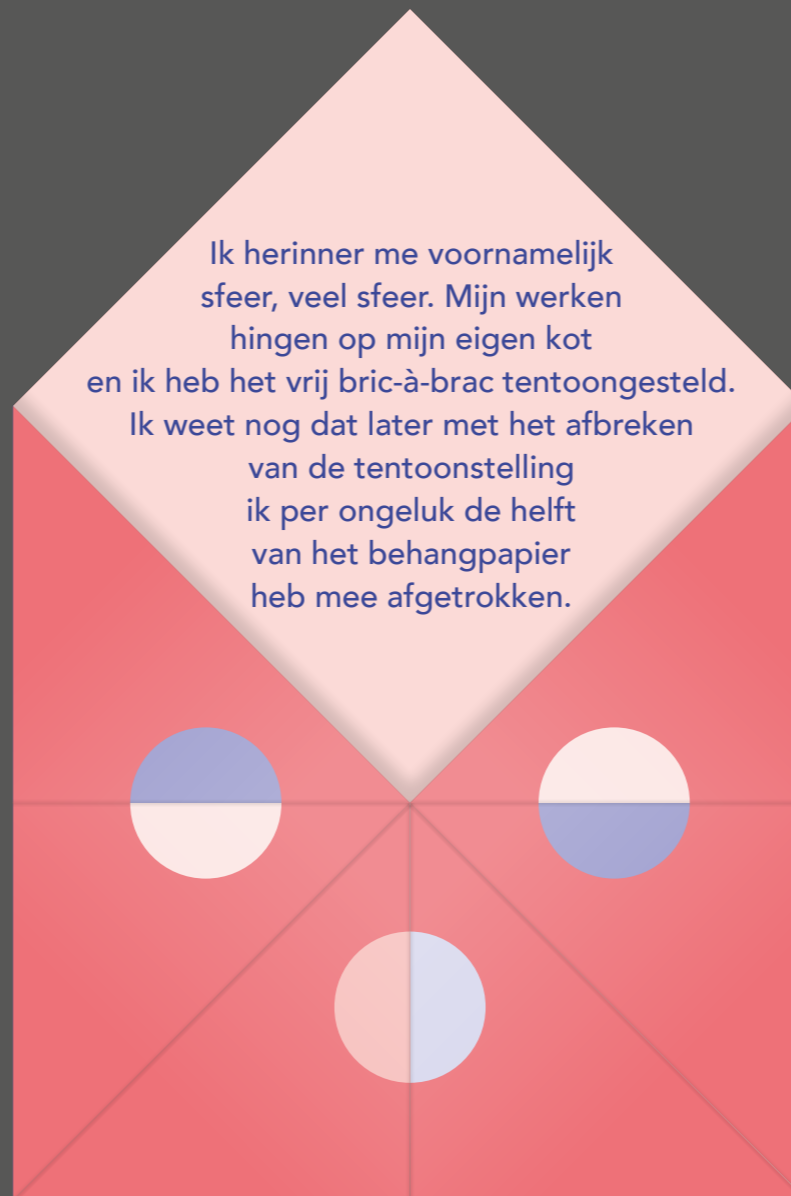 Ik herinner me voornamelijk
sfeer, veel sfeer. Mijn werken
hingen op mijn eigen kot
en ik heb het vrij bric-à-brac tentoongesteld.
Ik weet nog dat later met het afbreken
van de tentoonstelling
ik per ongeluk de helft
van het behangpapier
heb mee afgetrokken.